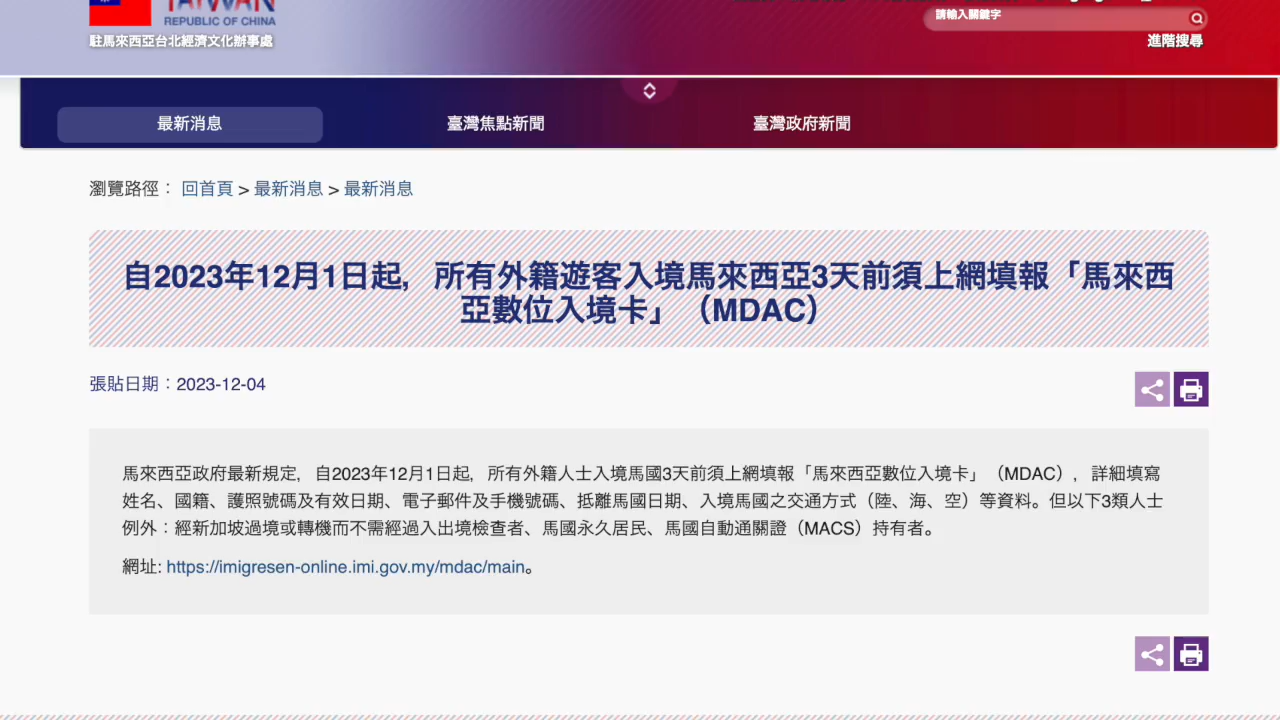 TAIWAN
REPUBLIC OF CHINA
駐馬來西亞台北經濟文化辦事處
請輸入關鍵字
進階搜尋
最新消息
臺灣焦點新聞
臺灣政府新聞
瀏覽路徑： 回首頁 > 最新消息 > 最新消息
自2023年12月1日起，所有外籍遊客入境馬來西亞3天前須上網填報「馬來西
亞數位入境卡」（MDAC）
張貼日期：2023-12-04
馬來西亞政府最新規定，自2023年12月1日起，所有外籍人士入境馬國3天前須上網填報「馬來西亞數位入境卡」（MDAC），詳細填寫
姓名、國籍、護照號碼及有效日期、電子郵件及手機號碼、抵離馬國日期、入境馬國之交通方式（陸、海、空）等資料。但以下3類人士
例外：經新加坡過境或轉機而不需經過入出境檢查者、馬國永久居民、馬國自動通關證（MACS）持有者。
網址: https://imigresen-online.imi.gov.my/mdac/main。